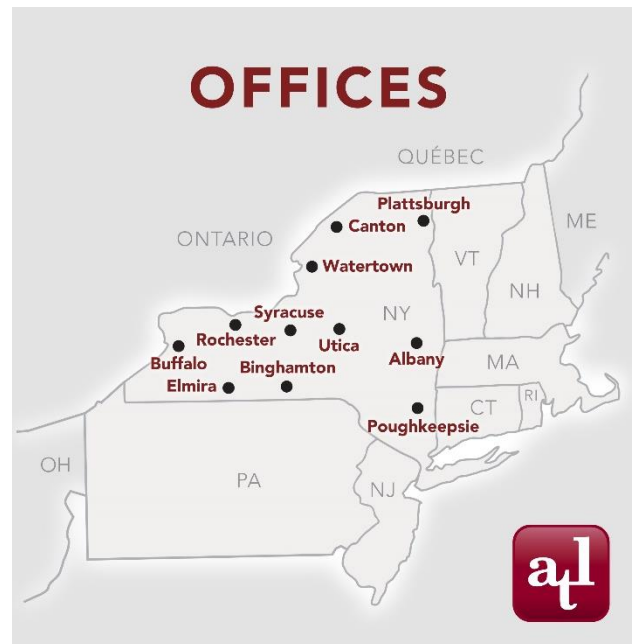 OFFICES
QUÉBEC
Plattsburgh
Canton
ME
ONTARIO
VT
Watertown
NH
Syracuse
NY
Rochester
Utica
Albany
MA
Buffalo
Binghamton
Elmira
RI
CT
Poughkeepsie
OH
PA
NJ
atl